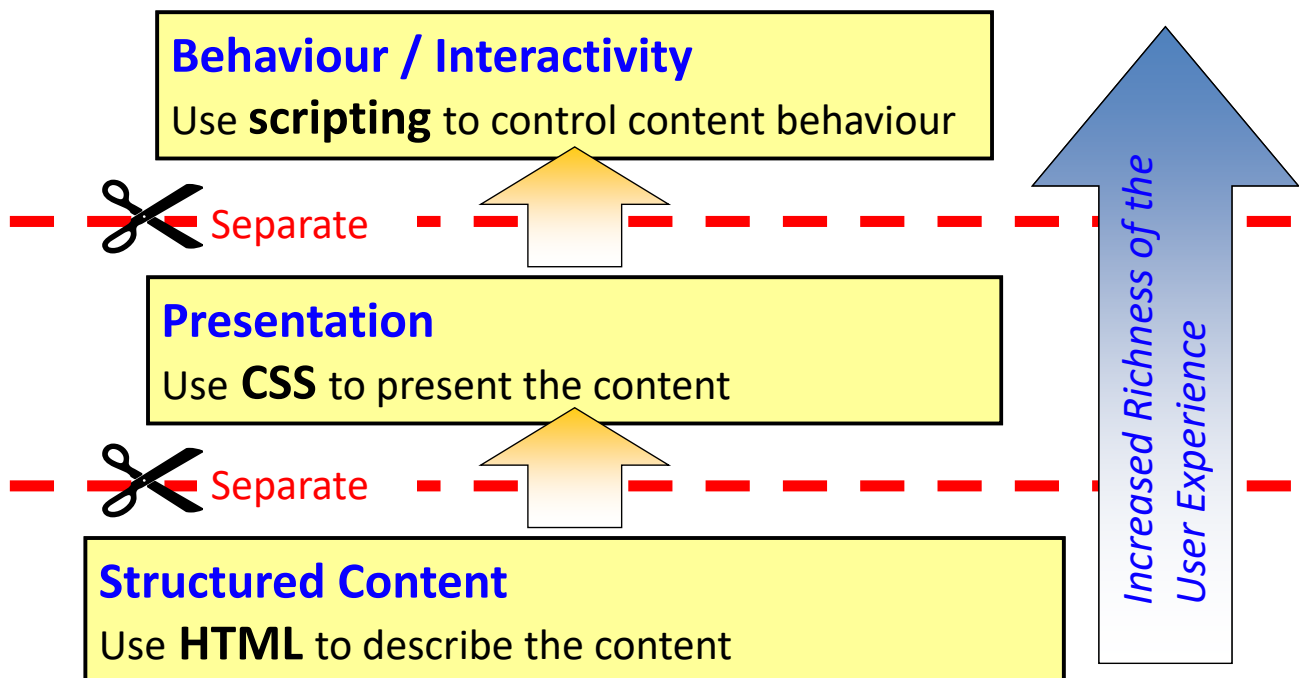 Behaviour / Interactivity
Use scripting to control content behaviour
Separate
Presentation
Use CSS to present the content
Separate
Structured Content
Use HTML to describe the content
Increased Richness of the
User Experience